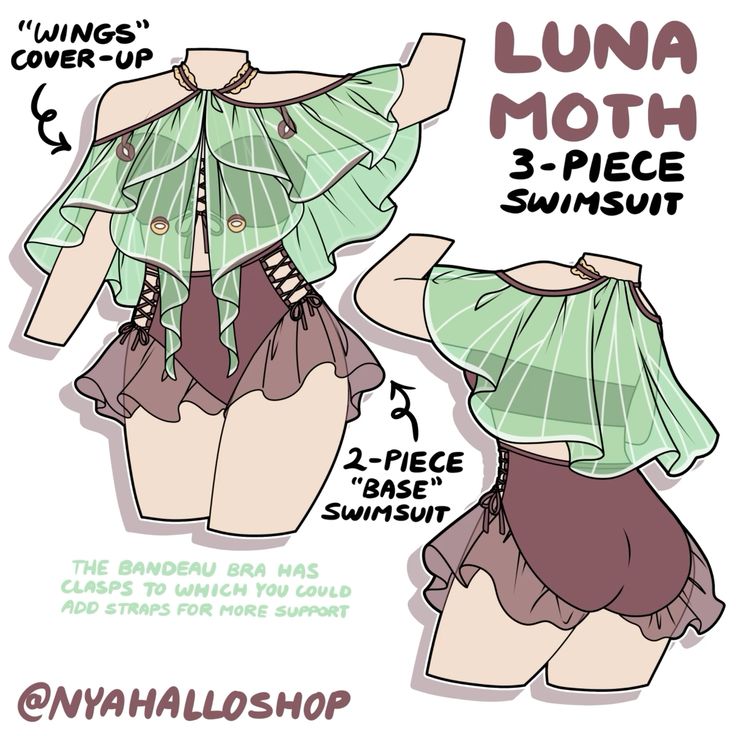 "WINGS"
COVER-UP
LUNA
MOTH
3-PIECE
SWIMSUIT
2-PIECE
"BASE"
SWIMSUIT
THE BANDEAU BRA HAS
CLASPS TO WHICH YOU COULD
ADD STRAPS FOR MORE SUPPORT
@NYAHALLOSHOP